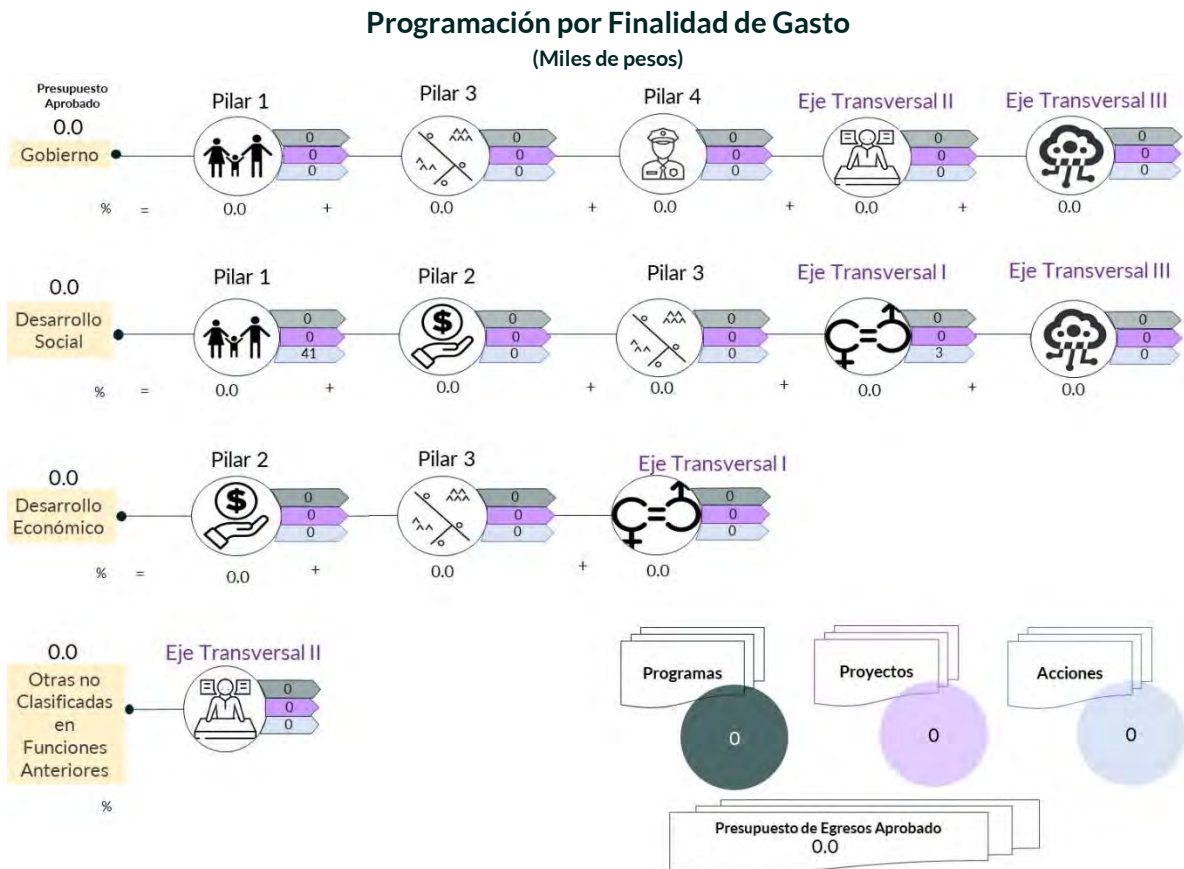 Programación por Finalidad de Gasto
(Miles de pesos)
Presupuesto
Aprobado
0.0
Gobierno
Pilar 1
0
0
0
Pilar 3
0
0
0
Pilar 4
0
0
0
Eje Transversal II
0
0
0
Eje Transversal III
0
0
0
% = 0.0 + 0.0 + 0.0 + 0.0 + 0.0
0.0
Desarrollo
Social
Pilar 1
0
0
41
Pilar 2
0
0
0
Pilar 3
0
0
0
Eje Transversal I
0
0
3
Eje Transversal III
0
0
0
% = 0.0 + 0.0 + 0.0 + 0.0 + 0.0
0.0
Desarrollo
Económico
Pilar 2
0
0
0
Pilar 3
0
0
0
Eje Transversal I
0
0
0
% = 0.0 + 0.0 + 0.0
0.0
Otras no
Clasificadas
en
Funciones
Anteriores
Eje Transversal II
0
0
0
%
Programas
0
Proyectos
0
Acciones
0
Presupuesto de Egresos Aprobado
0.0